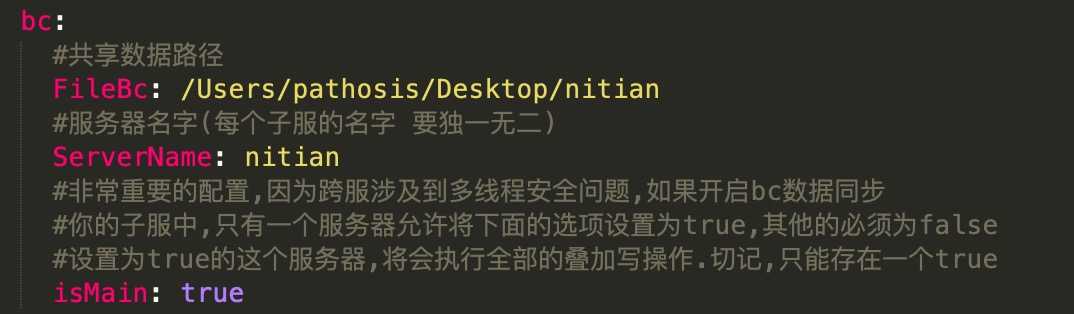 bc:
#共享数据路径
FileBc: /Users/pathosis/Desktop/nitian
#服务器名字(每个子服的名字 要独一无二)
ServerName: nitian
#非常重要的配置,因为跨服涉及到多线程安全问题,如果开启bc数据同步
#你的子服中,只有一个服务器允许将下面的选项设置为true,其他的必须为false
#设置为true的这个服务器,将会执行全部的叠加写操作.切记,只能存在一个true
isMain: true